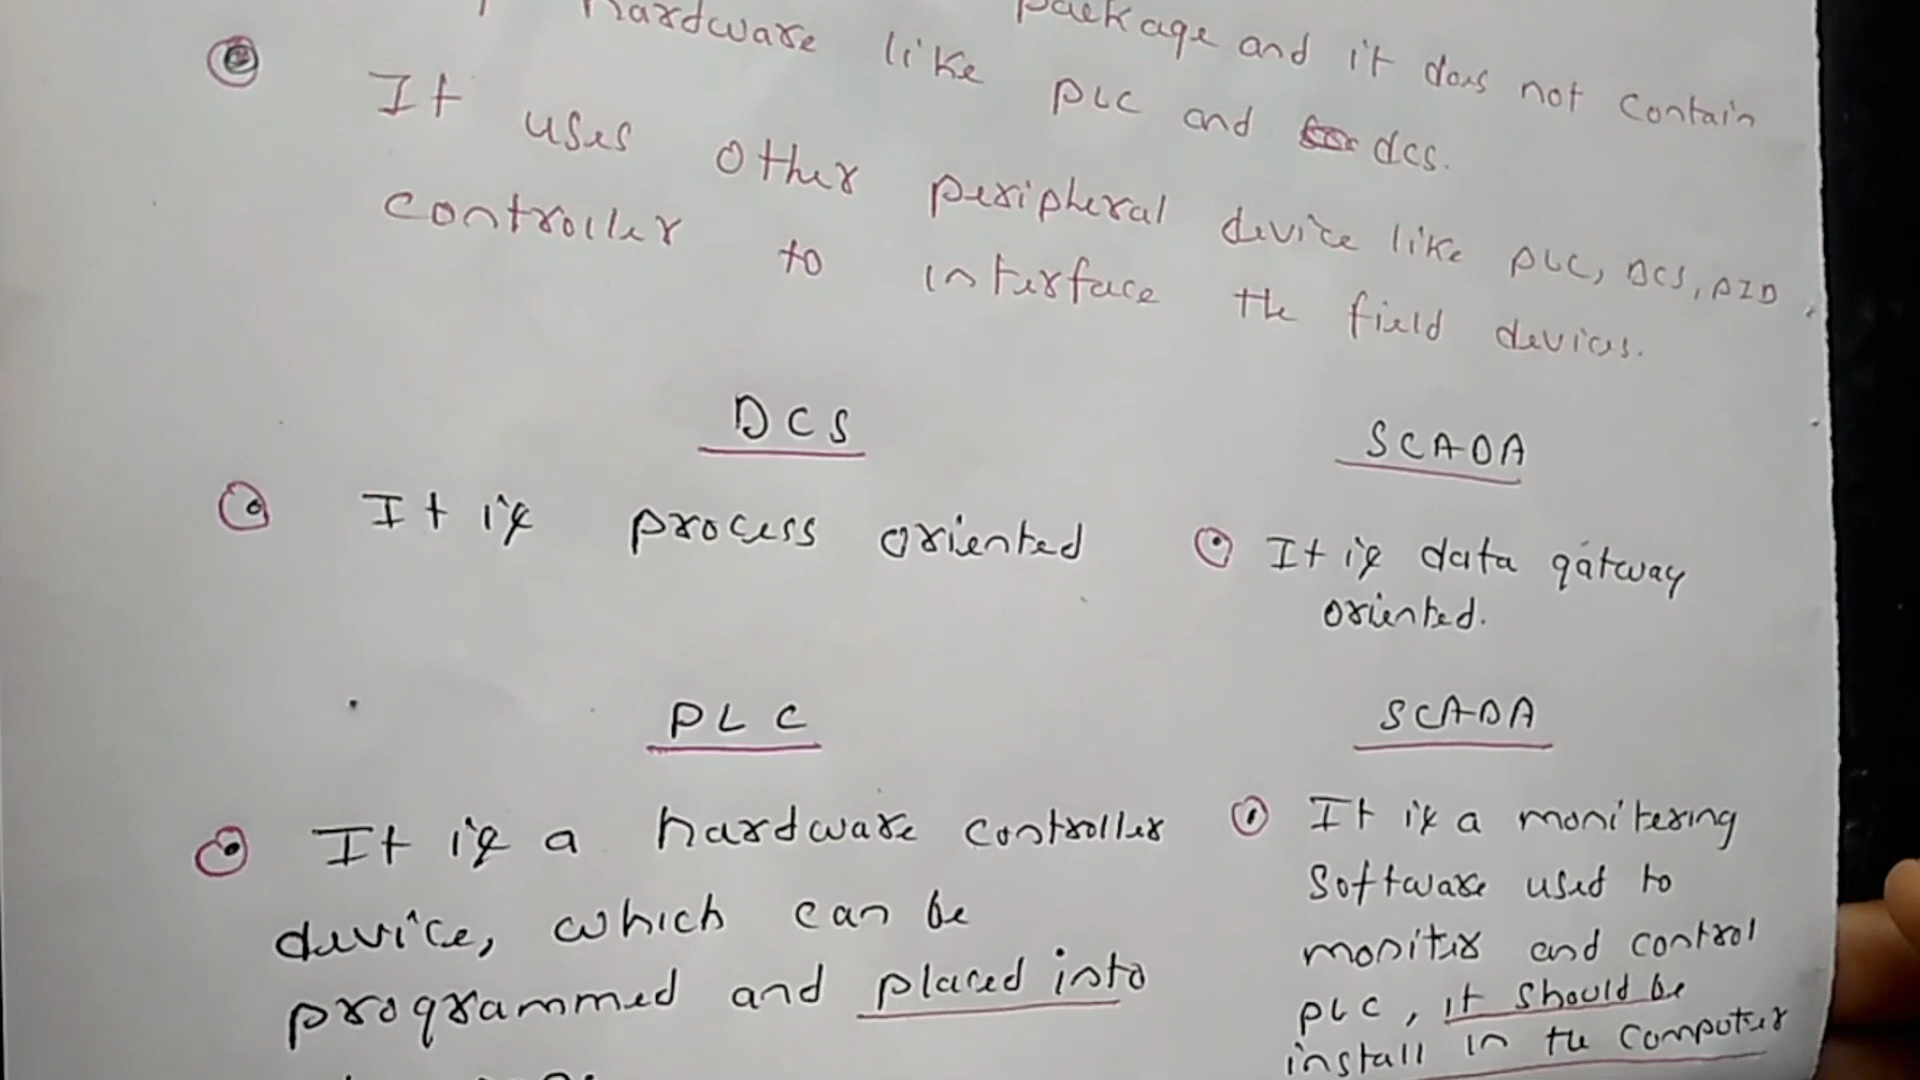 hardware like package and it does not contain
PLC and dcs.
It uses other peripheral device like PLC, DCS, PID
controller to interface the field devices.
DCS
SCADA
It is process oriented
It is data gatway
oriented.
PLC
SCADA
It is a hardware controller
device, which can be
programmed and placed into
It is a monitering
software used to
moniter and control
PLC, it should be
install in the computer